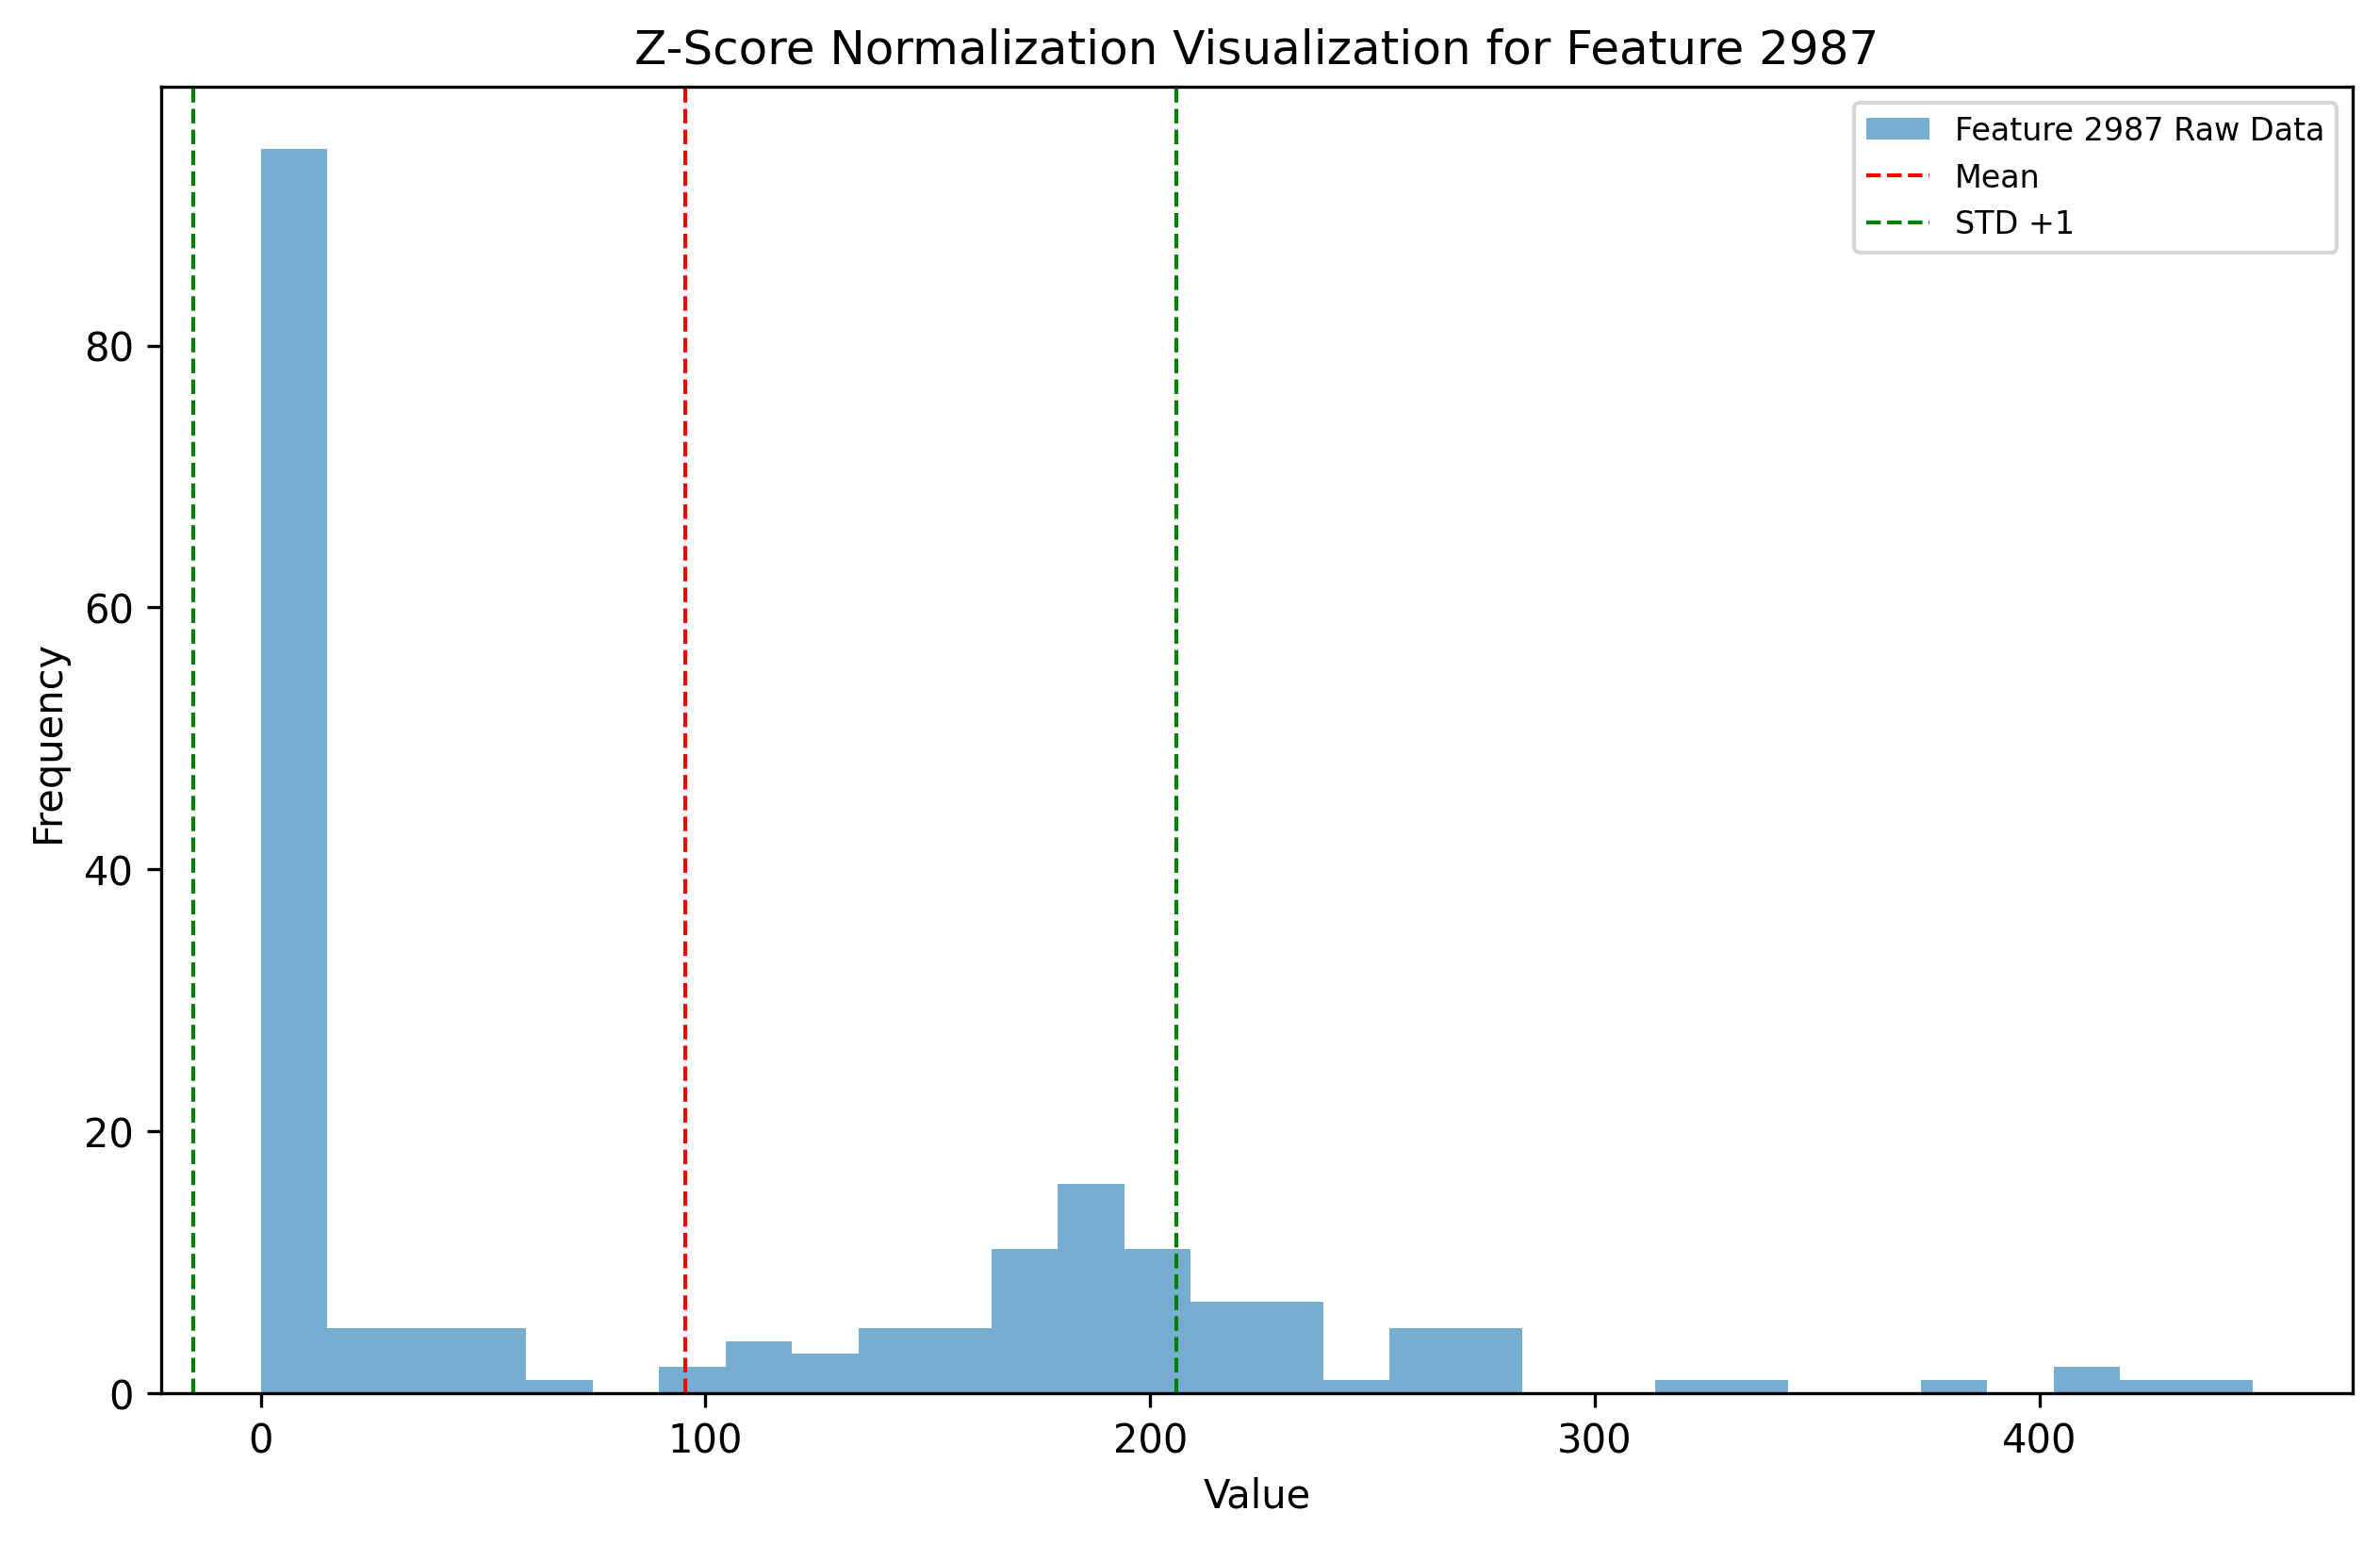 Z-Score Normalization Visualization for Feature 2987
Feature 2987 Raw Data
Mean
STD +1
80
60
40
20
0
Frequency
0 100 200 300 400
Value